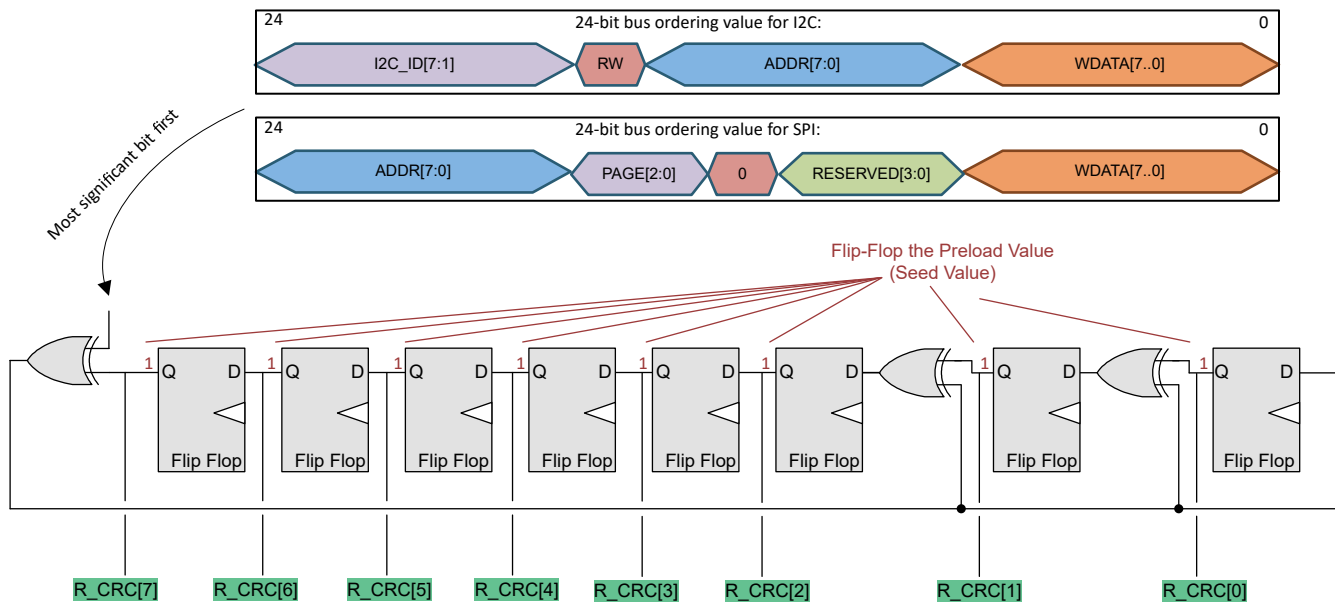 24 24-bit bus ordering value for I2C: 0
I2C_ID[7:1] RW ADDR[7:0] WDATA[7..0]
24 24-bit bus ordering value for SPI: 0
ADDR[7:0] PAGE[2:0] 0 RESERVED[3:0] WDATA[7..0]
Most significant bit first
Flip-Flop the Preload Value
(Seed Value)
1 1 1 1 1 1 1 1
Q D Q D Q D Q D Q D Q D Q D Q D
Flip Flop Flip Flop Flip Flop Flip Flop Flip Flop Flip Flop Flip Flop Flip Flop
R_CRC[7] R_CRC[6] R_CRC[5] R_CRC[4] R_CRC[3] R_CRC[2] R_CRC[1] R_CRC[0]